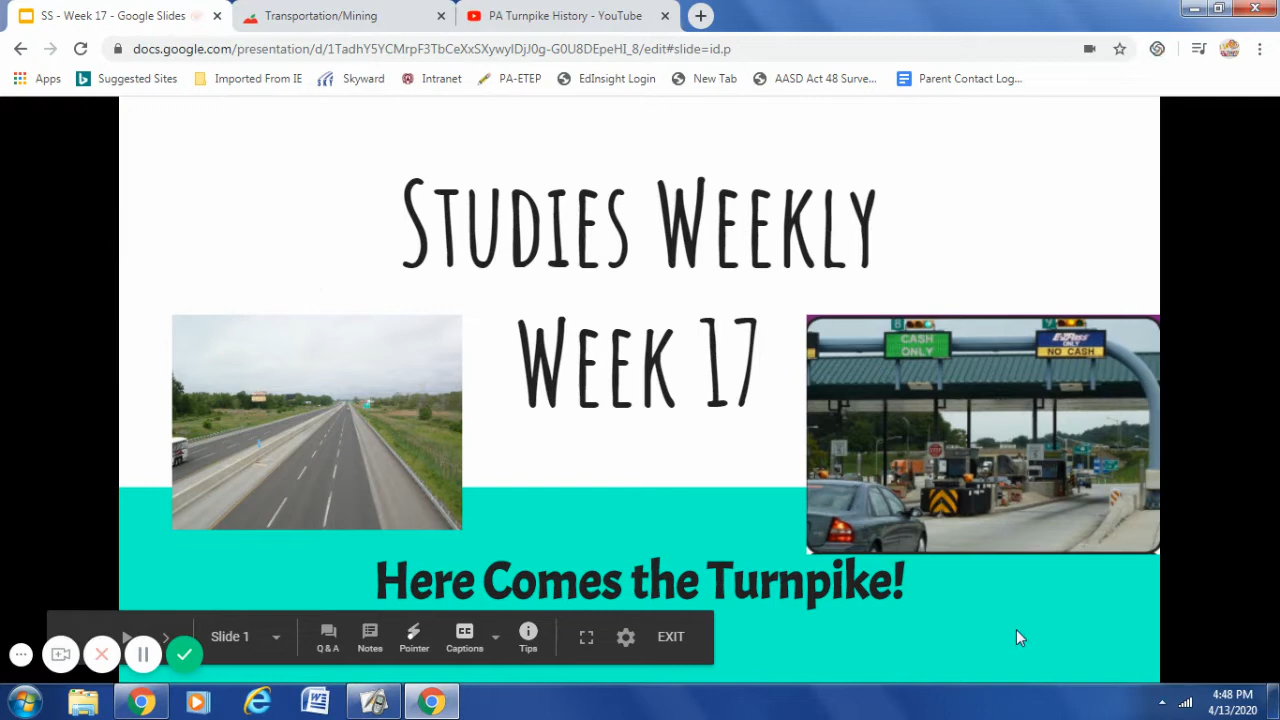 SS - Week 17 - Google Slides
Transportation/Mining
PA Turnpike History - YouTube
docs.google.com/presentation/d/1TadhY5YCMrpF3TbCeXxSXywylDjJ0g-G0U8DEpeHI_8/edit#slide=id.p
Apps
Suggested Sites
Imported From IE
Skyward
Intranet
PA-ETEP
EdInsight Login
New Tab
AASD Act 48 Surve...
Parent Contact Log...
Studies Weekly
Week 17
CASH
ONLY
E-ZPass
ONLY
NO CASH
Here Comes the Turnpike!
Slide 1
Q & A
Notes
Pointer
Captions
Tips
EXIT
4:48 PM
4/13/2020